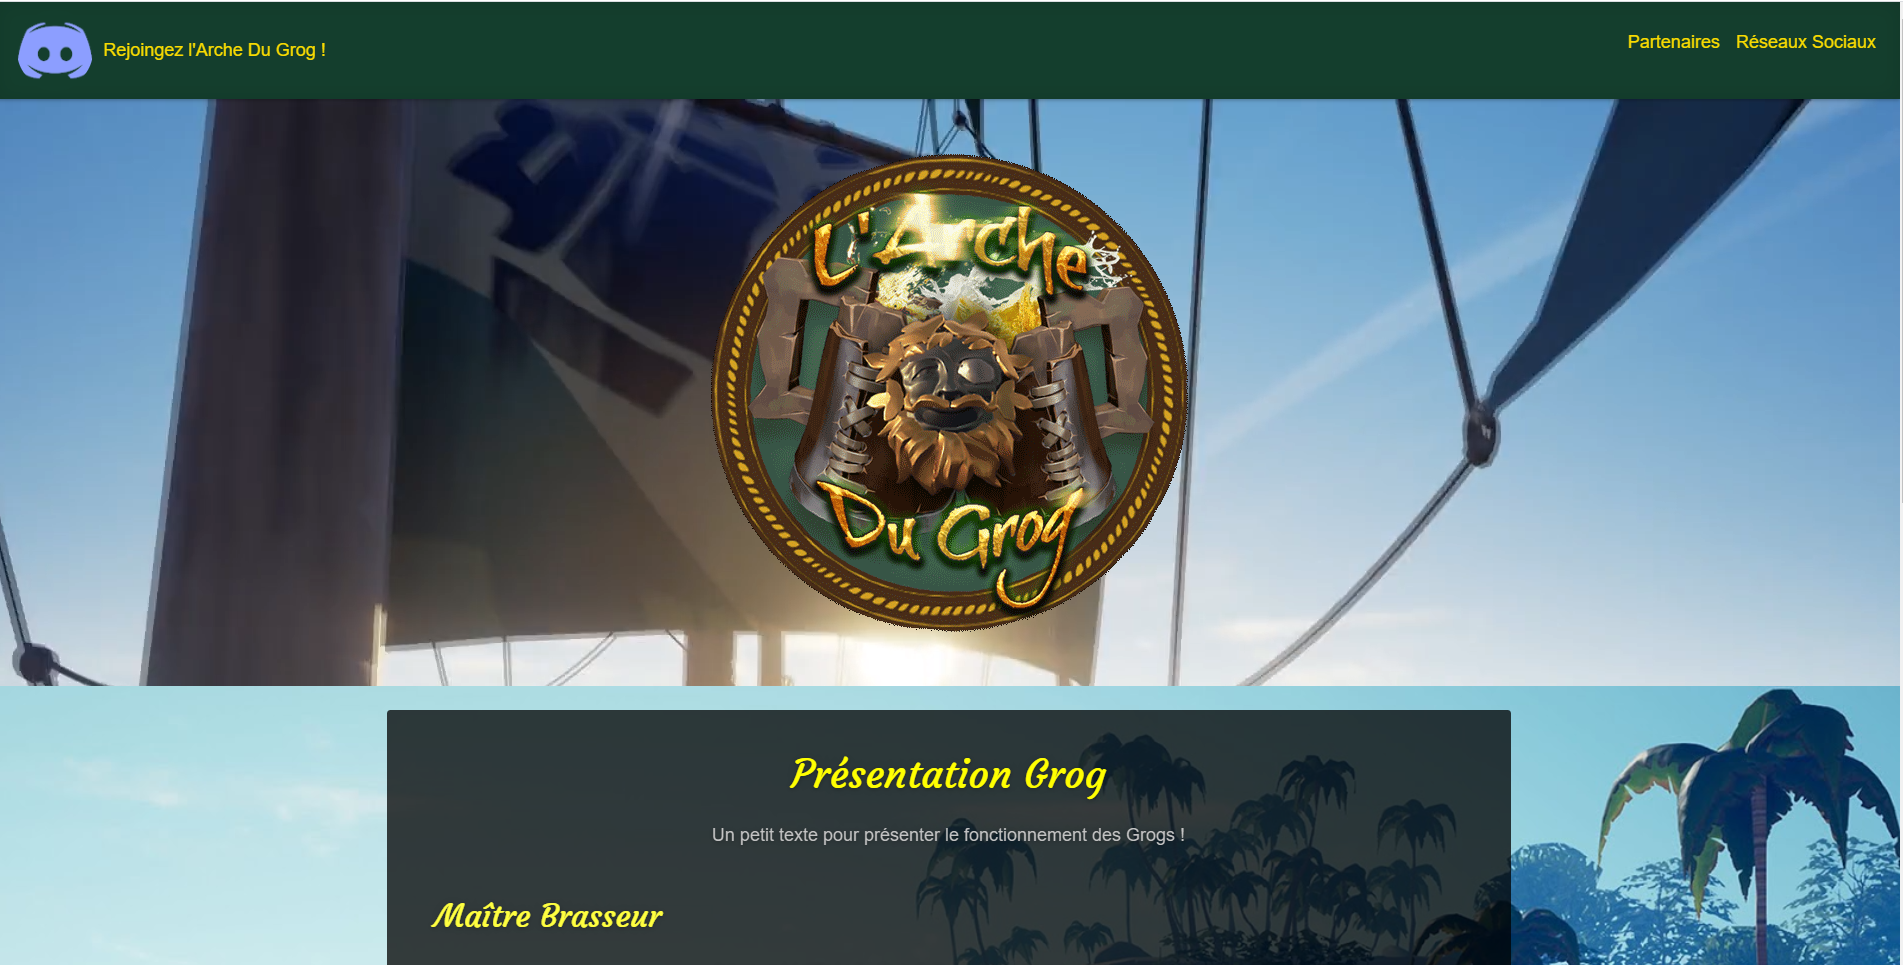 Rejoingez l'Arche Du Grog !
Partenaires
Réseaux Sociaux
L'Arche
Du Grog
Présentation Grog
Un petit texte pour présenter le fonctionnement des Grogs !
Maître Brasseur